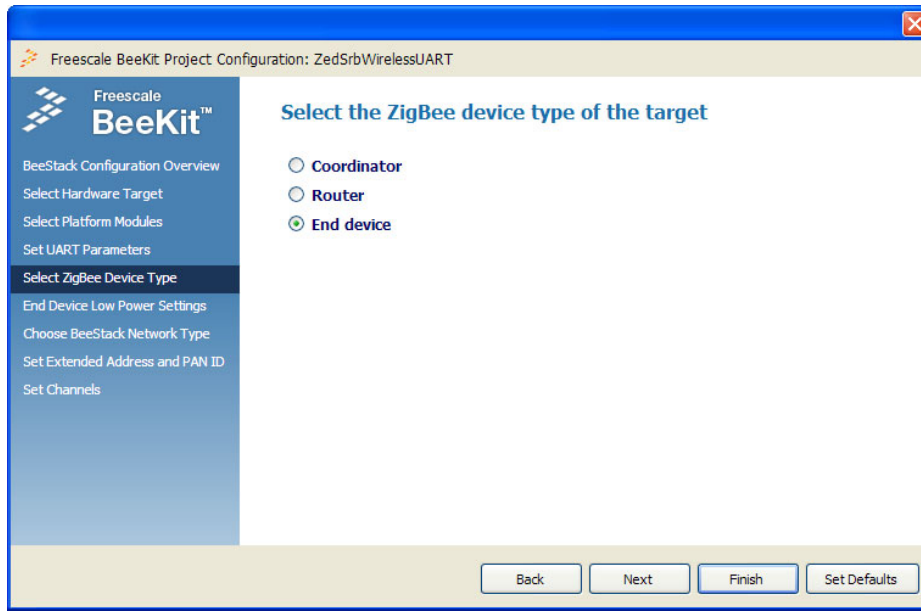 Freescale BeeKit Project Configuration: ZedSrbWirelessUART
Freescale
BeeKit™
BeeStack Configuration Overview
Select Hardware Target
Select Platform Modules
Set UART Parameters
Select ZigBee Device Type
End Device Low Power Settings
Choose BeeStack Network Type
Set Extended Address and PAN ID
Set Channels
Select the ZigBee device type of the target
Coordinator
Router
End device
Back
Next
Finish
Set Defaults